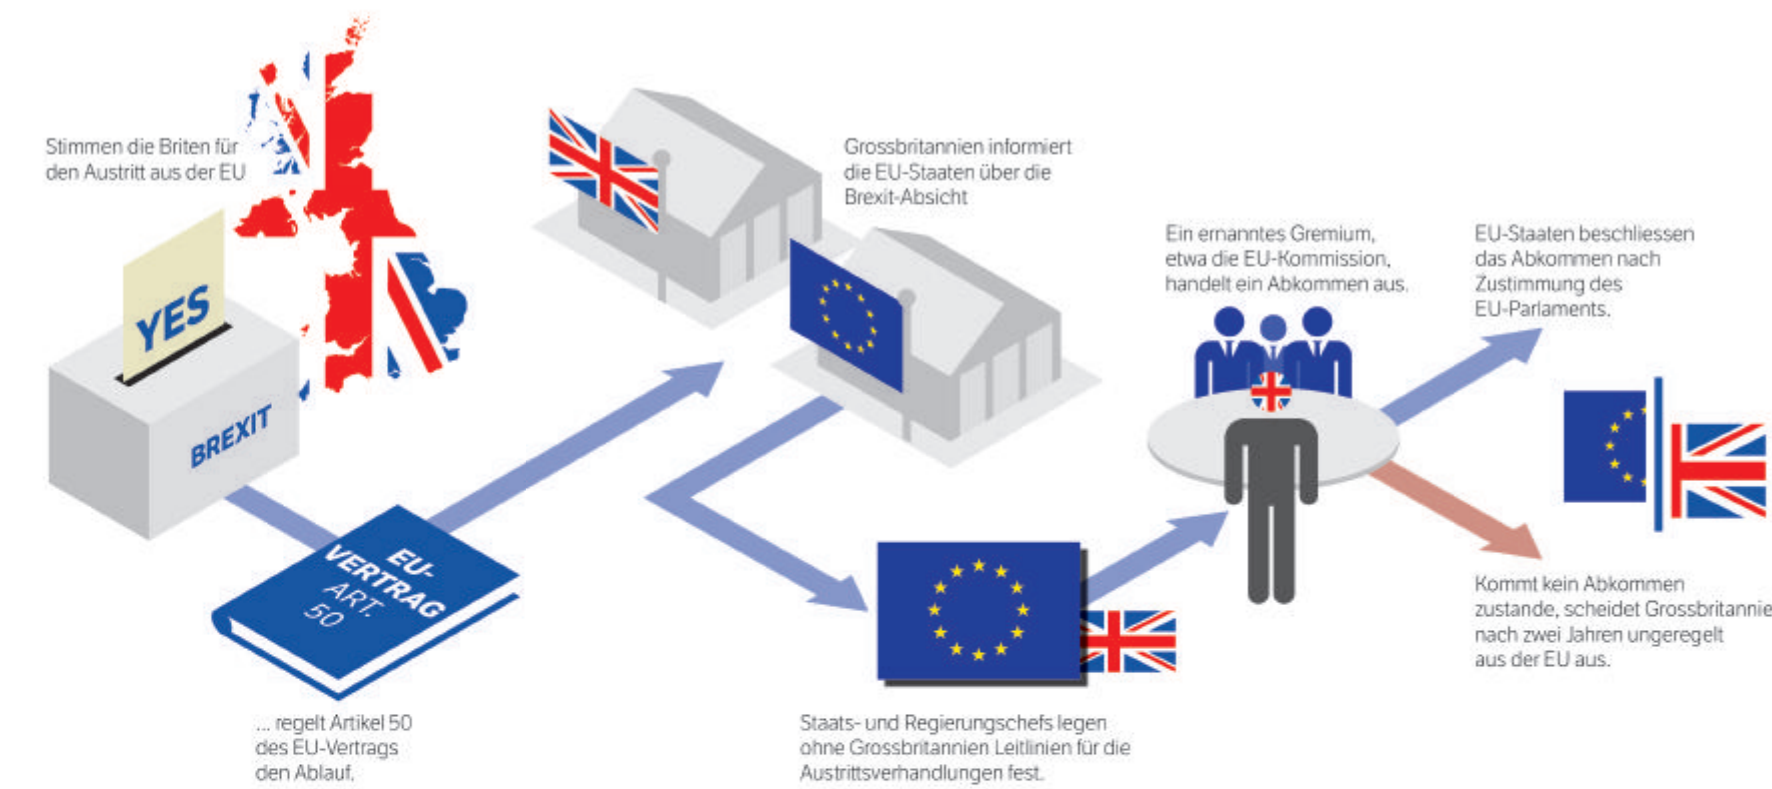 Stimmen die Briten für
den Austritt aus der EU
YES
BREXIT
EU-
VERTRAG
ART.
50
... regelt Artikel 50
des EU-Vertrags
den Ablauf.
Grossbritannien informiert
die EU-Staaten über die
Brexit-Absicht
Staats- und Regierungschefs legen
ohne Grossbritannien Leitlinien für die
Austrittsverhandlungen fest.
Ein ernanntes Gremium,
etwa die EU-Kommission,
handelt ein Abkommen aus.
EU-Staaten beschliessen
das Abkommen nach
Zustimmung des
EU-Parlaments.
Kommt kein Abkommen
zustande, scheidet Grossbritannie
nach zwei Jahren ungeregelt
aus der EU aus.